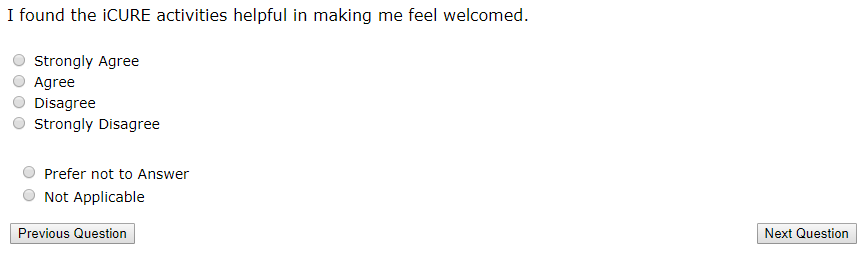 I found the iCURE activities helpful in making me feel welcomed.
Strongly Agree
Agree
Disagree
Strongly Disagree
Prefer not to Answer
Not Applicable
Previous Question
Next Question